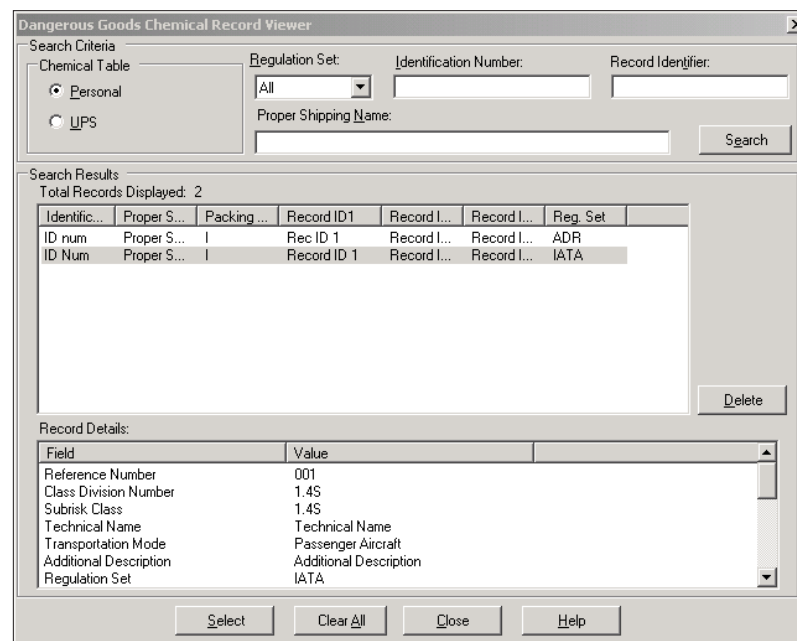 Dangerous Goods Chemical Record Viewer
Search Criteria
Chemical Table
Personal
UPS
Regulation Set:
All
Identification Number:
Record Identifier:
Proper Shipping Name:
Search
Search Results
Total Records Displayed: 2
Identific... Proper S... Packing ... Record ID1 Record I... Record I... Reg. Set
ID num Proper S... I Rec ID 1 Record I... Record I... ADR
ID Num Proper S... I Record ID 1 Record I... Record I... IATA
Delete
Record Details:
Field Value
Reference Number 001
Class Division Number 1.4S
Subrisk Class 1.4S
Technical Name Technical Name
Transportation Mode Passenger Aircraft
Additional Description Additional Description
Regulation Set IATA
Select Clear All Close Help